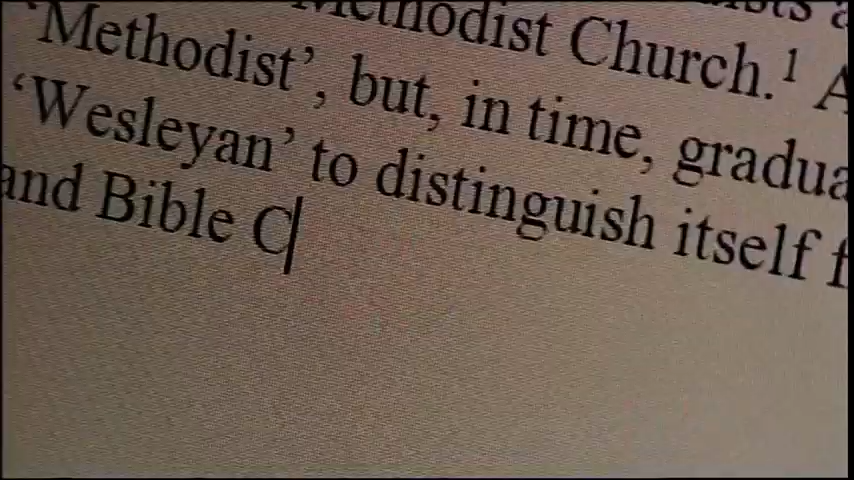 Methodist Church.¹ A
'Methodist', but, in time, gradua
'Wesleyan' to distinguish itself f
and Bible C